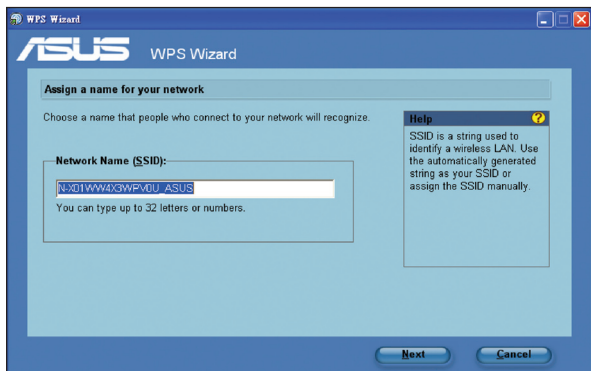 WPS Wizard
ASUS WPS Wizard
Assign a name for your network
Choose a name that people who connect to your network will recognize.
Network Name (SSID):
N-X01WW4X3WPV0U_ASUS
You can type up to 32 letters or numbers.
Help
SSID is a string used to
identify a wireless LAN. Use
the automatically generated
string as your SSID or
assign the SSID manually.
Next Cancel